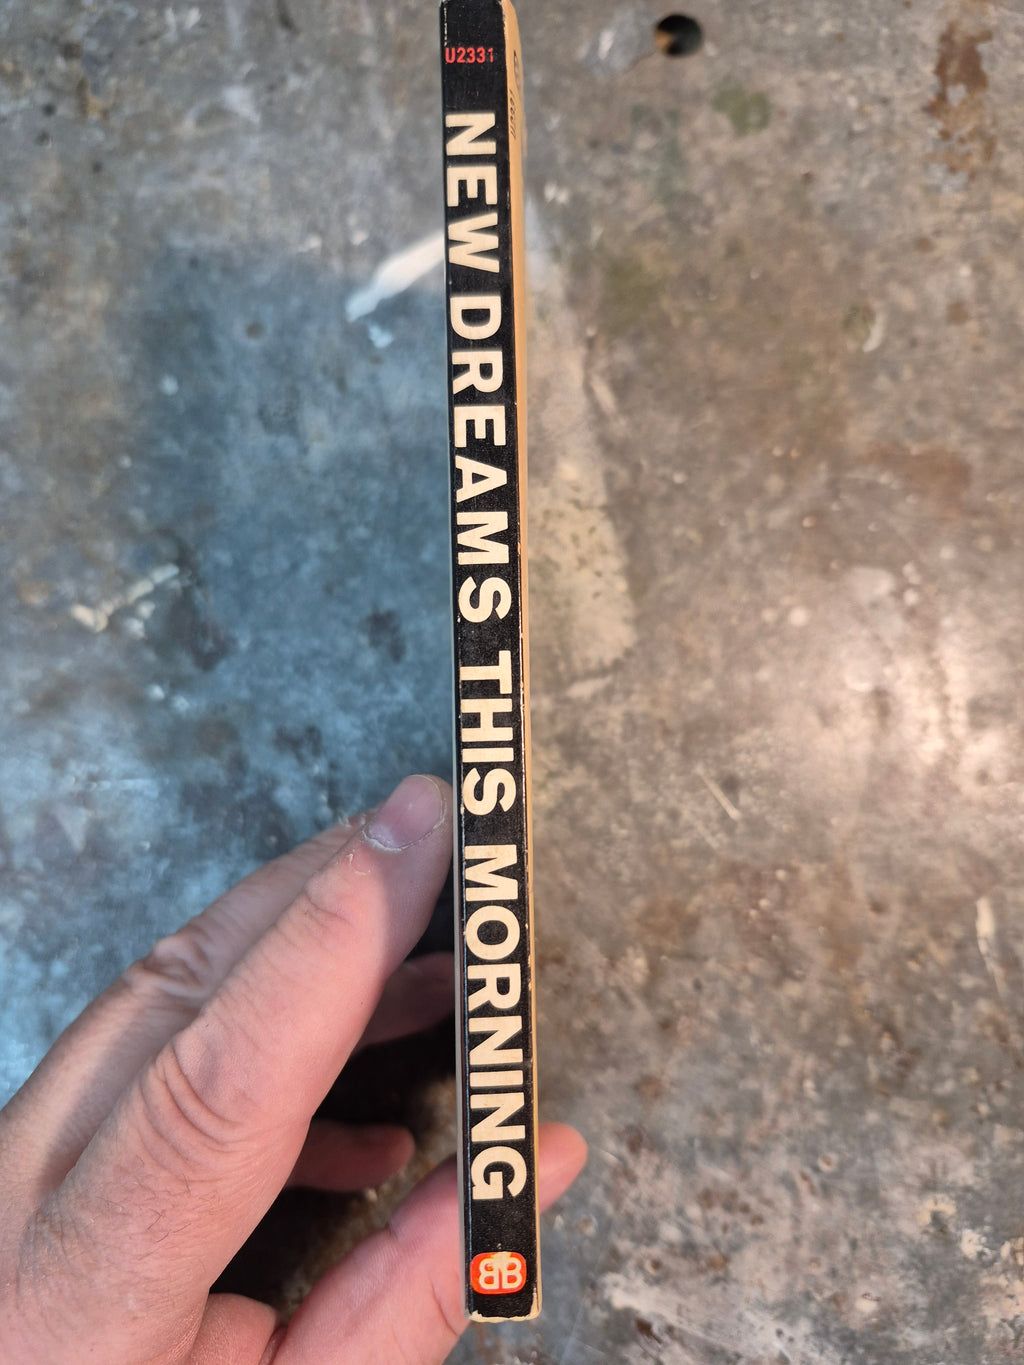 U2331
NEW DREAMS THIS MORNING
BB